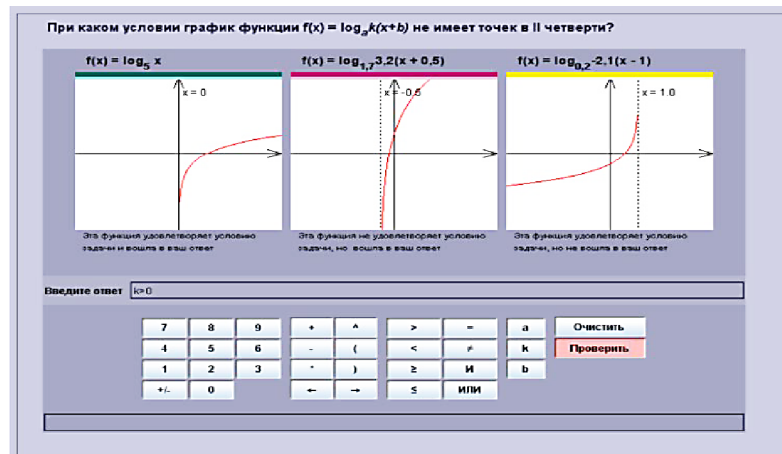 При каком условии график функции f(x) = logₐk(x+b) не имеет точек в II четверти?
f(x) = log₅ x
f(x) = log₁,₇3,2(x + 0,5)
f(x) = log₀,₂-2,1(x - 1)
x = 0
x = -0,5
x = 1.0
Эта функция удовлетворяет условию
задачи и вошла в ваш ответ
Эта функция не удовлетворяет условию
задачи, но вошла в ваш ответ
Эта функция удовлетворяет условию
задачи, но не вошла в ваш ответ
Введите ответ k>0
7 8 9 + ^ > = a Очистить
4 5 6 - ( < ≠ k Проверить
1 2 3 * ) ≥ И b
+/- 0 ← → ≤ ИЛИ